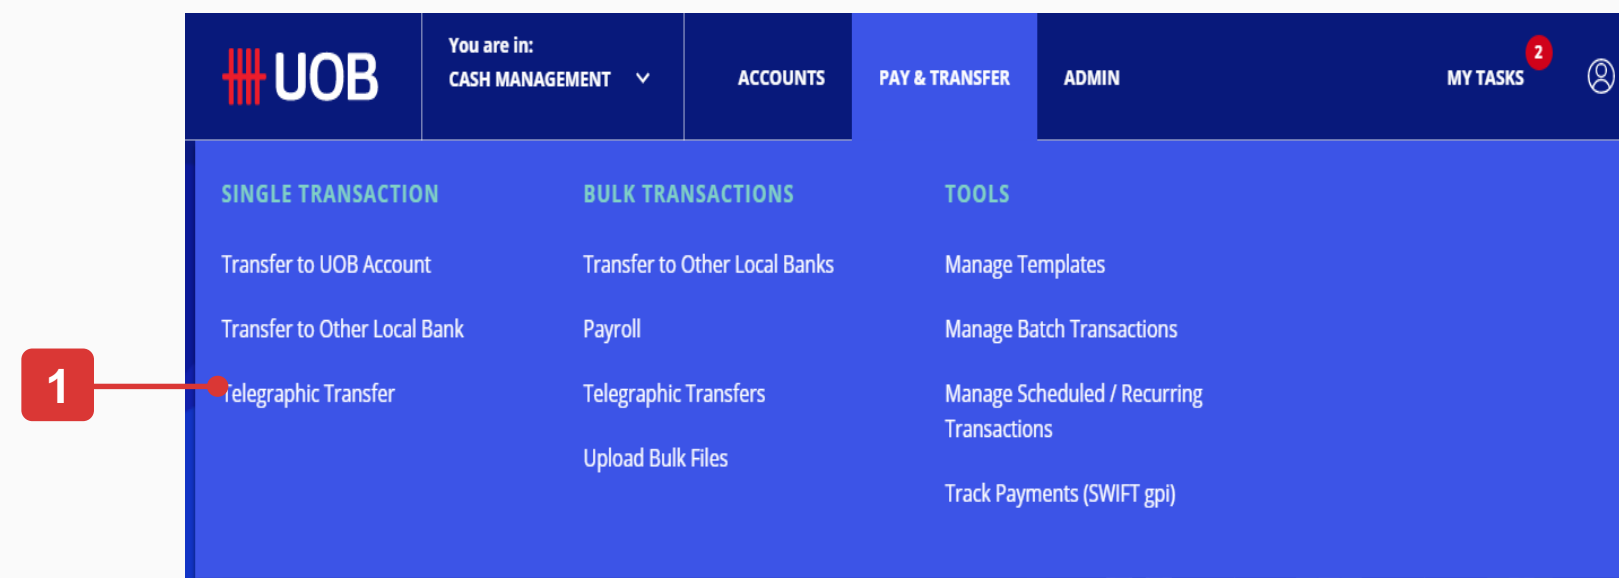 UOB
You are in:
CASH MANAGEMENT
ACCOUNTS
PAY & TRANSFER
ADMIN
MY TASKS
2
SINGLE TRANSACTION
Transfer to UOB Account
Transfer to Other Local Bank
1
Telegraphic Transfer
BULK TRANSACTIONS
Transfer to Other Local Banks
Payroll
Telegraphic Transfers
Upload Bulk Files
TOOLS
Manage Templates
Manage Batch Transactions
Manage Scheduled / Recurring
Transactions
Track Payments (SWIFT gpi)